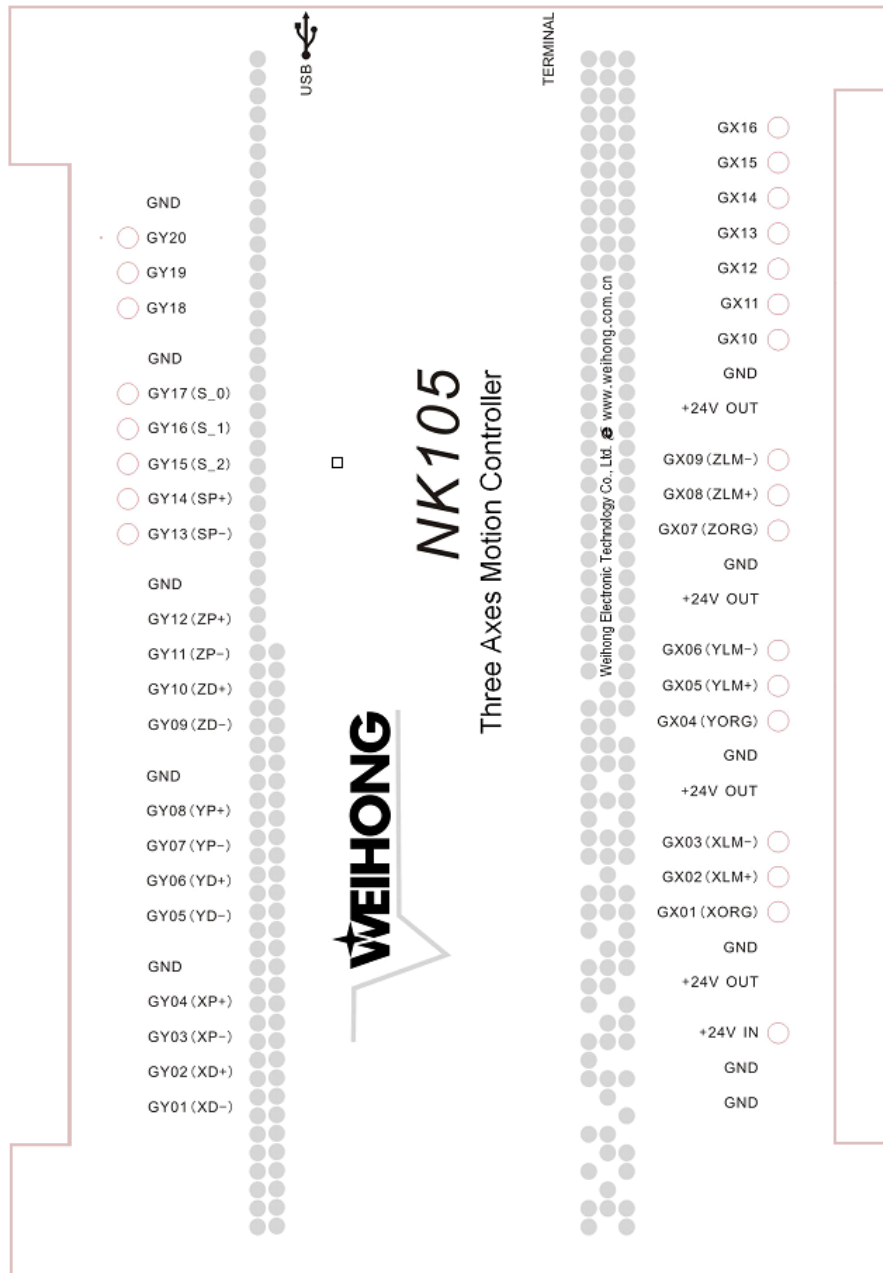 USB
TERMINAL
GND
GY20
GY19
GY18
GND
GY17(S_0)
GY16(S_1)
GY15(S_2)
GY14(SP+)
GY13(SP-)
GND
GY12(ZP+)
GY11(ZP-)
GY10(ZD+)
GY09(ZD-)
GND
GY08(YP+)
GY07(YP-)
GY06(YD+)
GY05(YD-)
GND
GY04(XP+)
GY03(XP-)
GY02(XD+)
GY01(XD-)
WEIHONG
NK105
Three Axes Motion Controller
Weihong Electronic Technology Co., Ltd. e www.weihong.com.cn
GX16
GX15
GX14
GX13
GX12
GX11
GX10
GND
+24V OUT
GX09(ZLM-)
GX08(ZLM+)
GX07(ZORG)
GND
+24V OUT
GX06(YLM-)
GX05(YLM+)
GX04(YORG)
GND
+24V OUT
GX03(XLM-)
GX02(XLM+)
GX01(XORG)
GND
+24V OUT
+24V IN
GND
GND